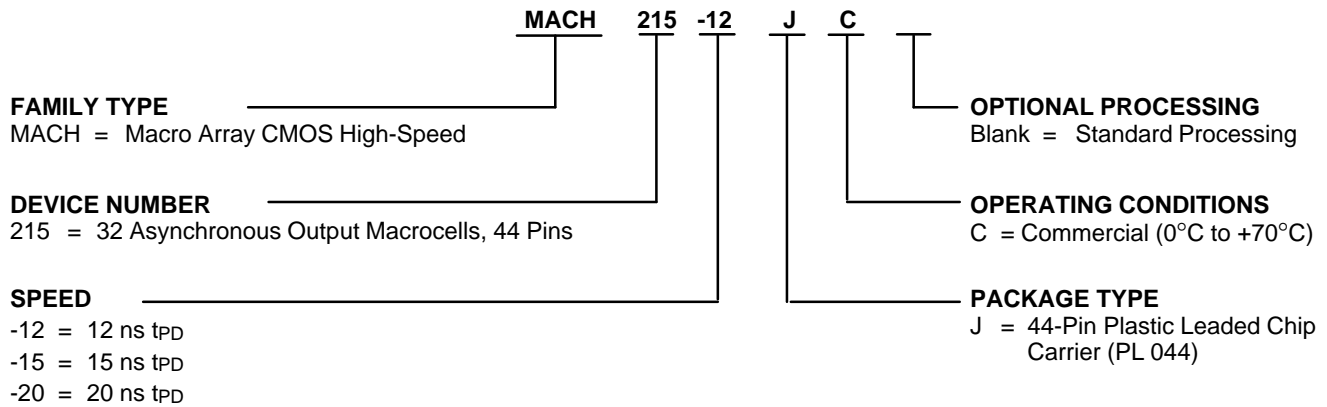 MACH 215 -12 J C
FAMILY TYPE
MACH = Macro Array CMOS High-Speed
DEVICE NUMBER
215 = 32 Asynchronous Output Macrocells, 44 Pins
SPEED
-12 = 12 ns tPD
-15 = 15 ns tPD
-20 = 20 ns tPD
OPTIONAL PROCESSING
Blank = Standard Processing
OPERATING CONDITIONS
C = Commercial (0°C to +70°C)
PACKAGE TYPE
J = 44-Pin Plastic Leaded Chip
Carrier (PL 044)